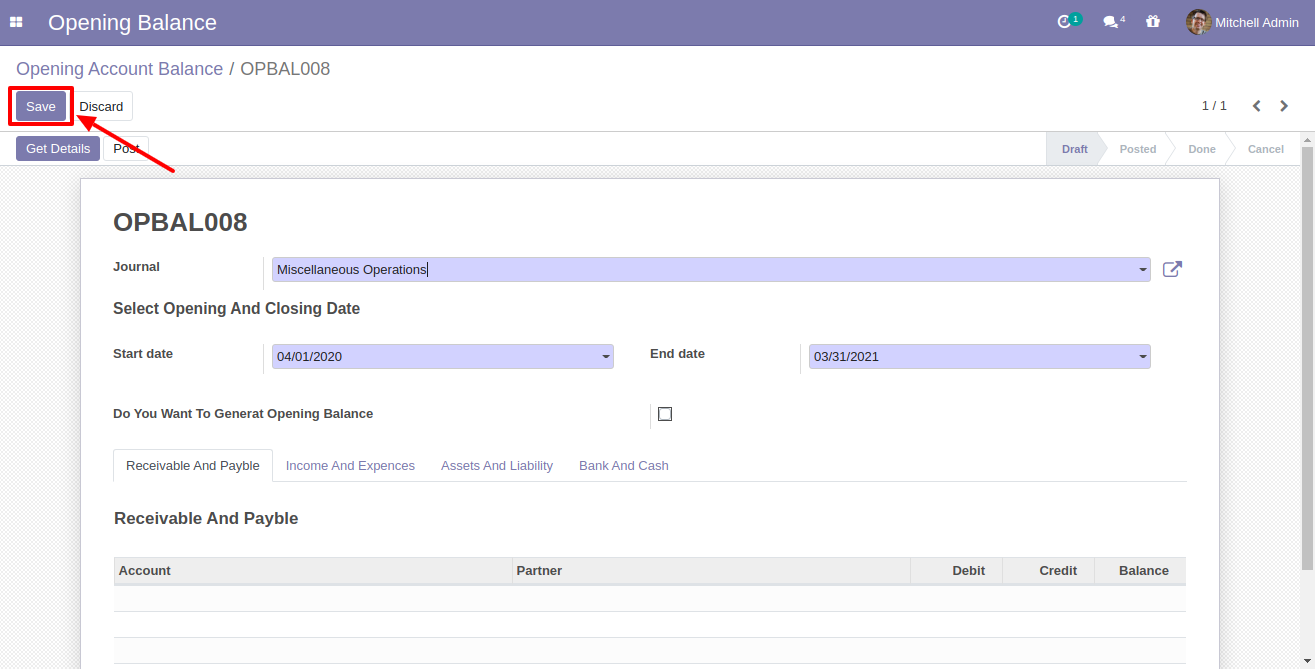 Opening Balance 1 4 Mitchell Admin
Opening Account Balance / OPBAL008
Save Discard 1 / 1
Get Details Post Draft Posted Done Cancel
OPBAL008
Journal Miscellaneous Operations
Select Opening And Closing Date
Start date 04/01/2020 End date 03/31/2021
Do You Want To Generat Opening Balance
Receivable And Payble Income And Expences Assets And Liability Bank And Cash
Receivable And Payble
Account Partner Debit Credit Balance